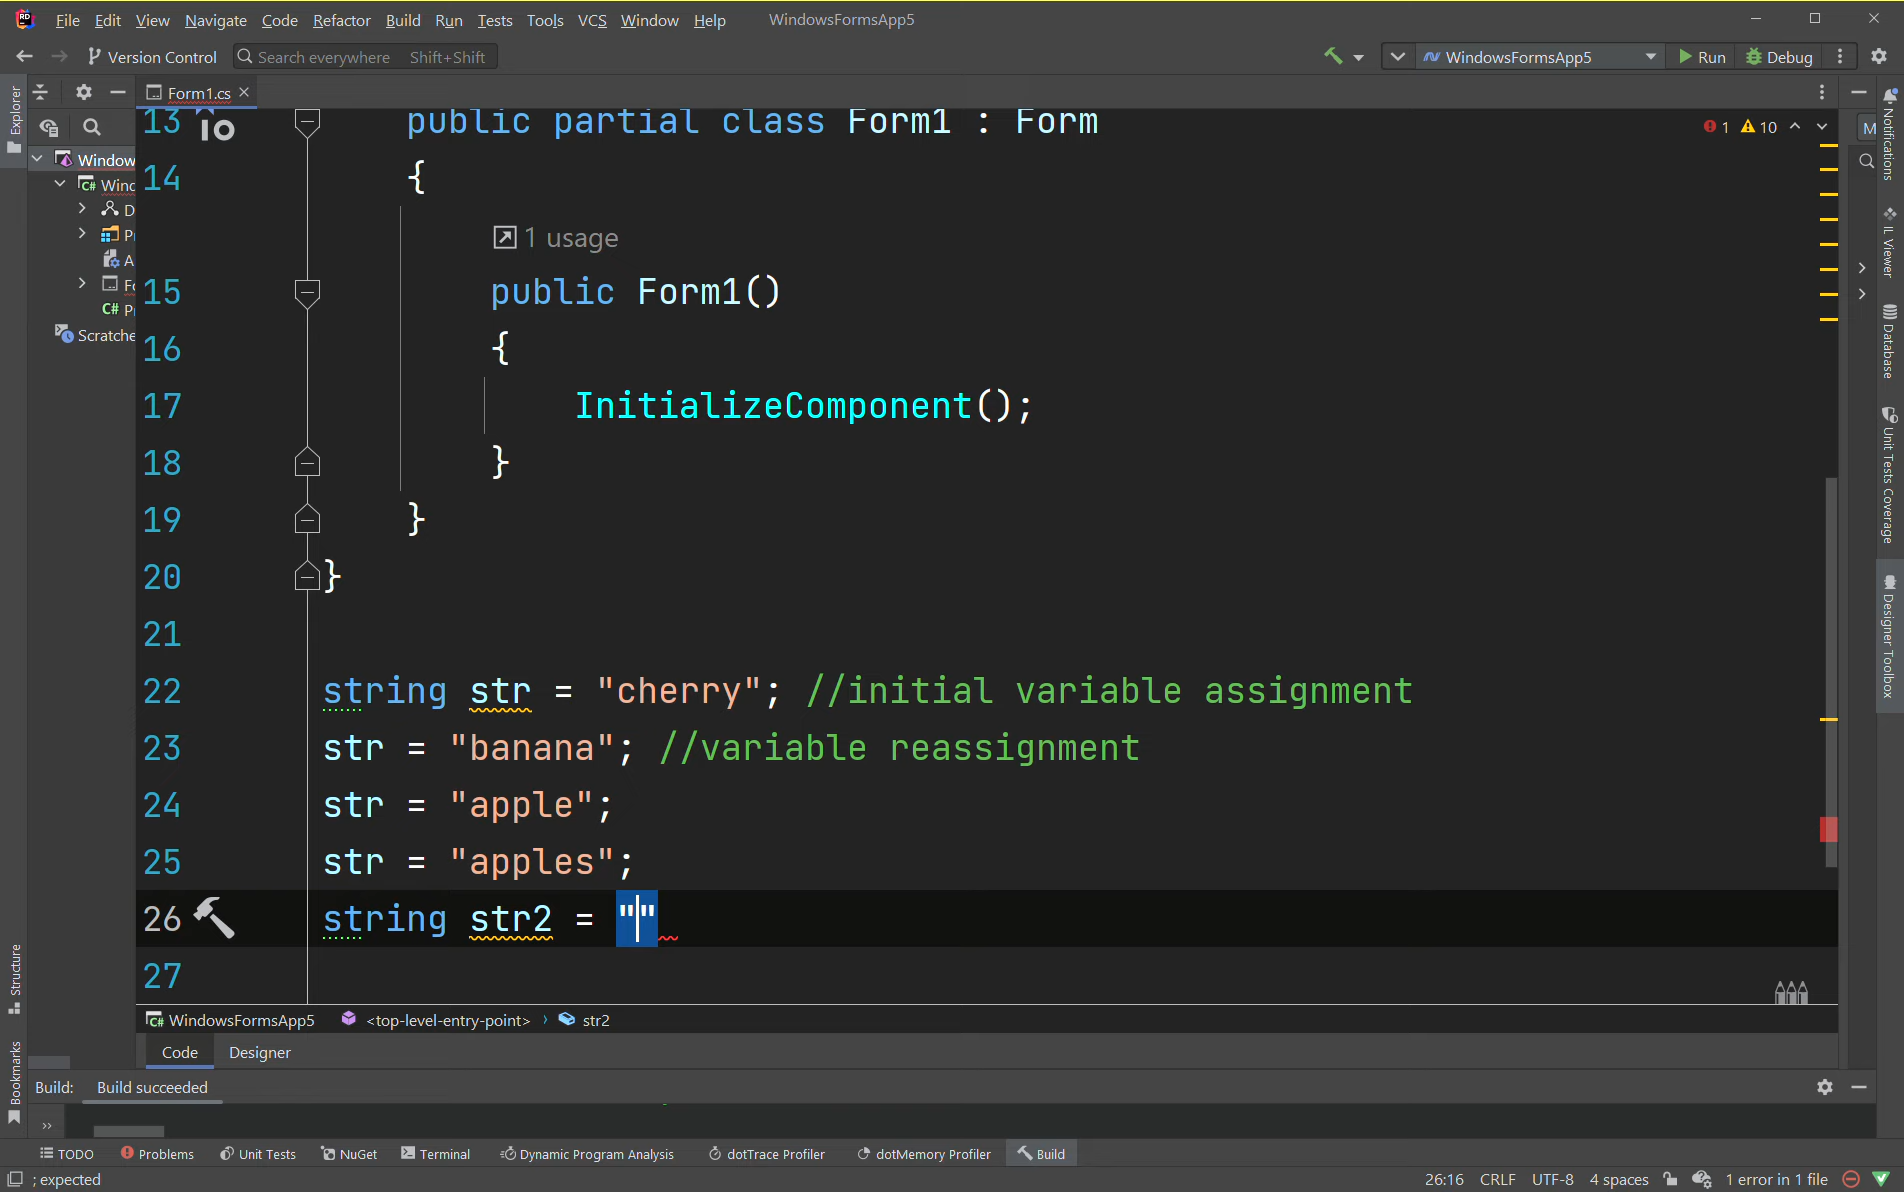 File Edit View Navigate Code Refactor Build Run Tests Tools VCS Window Help WindowsFormsApp5
Version Control Search everywhere Shift+Shift WindowsFormsApp5 Run Debug
Explorer
Form1.cs
13 public partial class Form1 : Form
1 10
M
14 {
Window
Wind
D
Pr
A
Fo
C# Pr
Scratche
1 usage
15 public Form1()
16 {
17 InitializeComponent();
18 }
19 }
20 }
21
22 string str = "cherry"; //initial variable assignment
23 str = "banana"; //variable reassignment
24 str = "apple";
25 str = "apples";
26 string str2 = ""
27
Notifications
IL Viewer
Database
Unit Tests Coverage
Designer Toolbox
Structure
Bookmarks
C# WindowsFormsApp5 <top-level-entry-point> › str2
Code Designer
Build: Build succeeded
TODO Problems Unit Tests NuGet Terminal Dynamic Program Analysis dotTrace Profiler dotMemory Profiler Build
; expected 26:16 CRLF UTF-8 4 spaces 1 error in 1 file